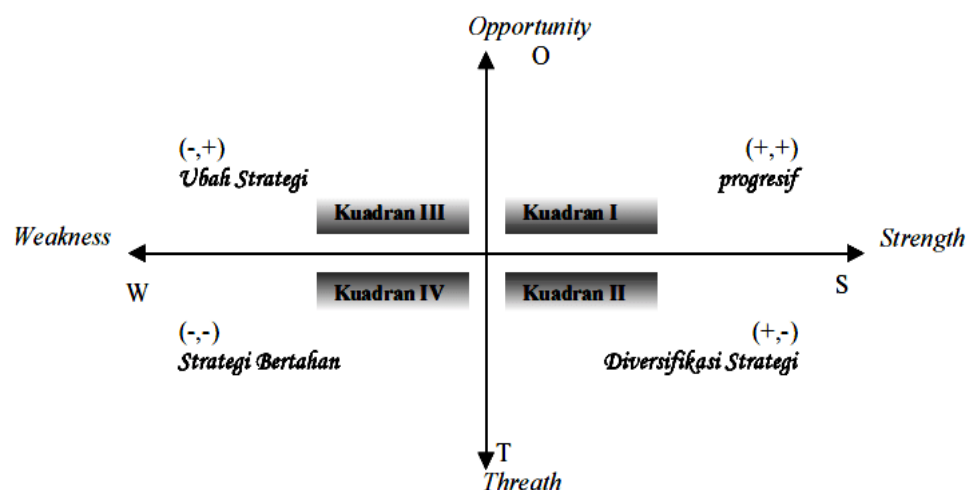 Opportunity
O
(-,+)
Ubah Strategi
(+,+)
progresif
Kuadran III
Kuadran I
Weakness
Strength
W
Kuadran IV
Kuadran II
S
(-,-)
Strategi Bertahan
(+,-)
Diversifikasi Strategi
T
Threath